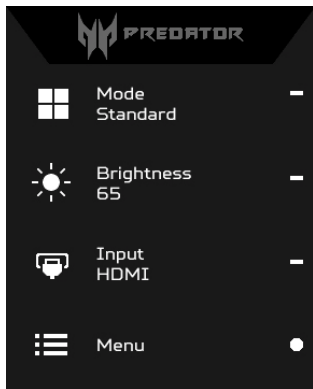 PREDATOR
Mode
Standard
Brightness
65
Input
HDMI
Menu